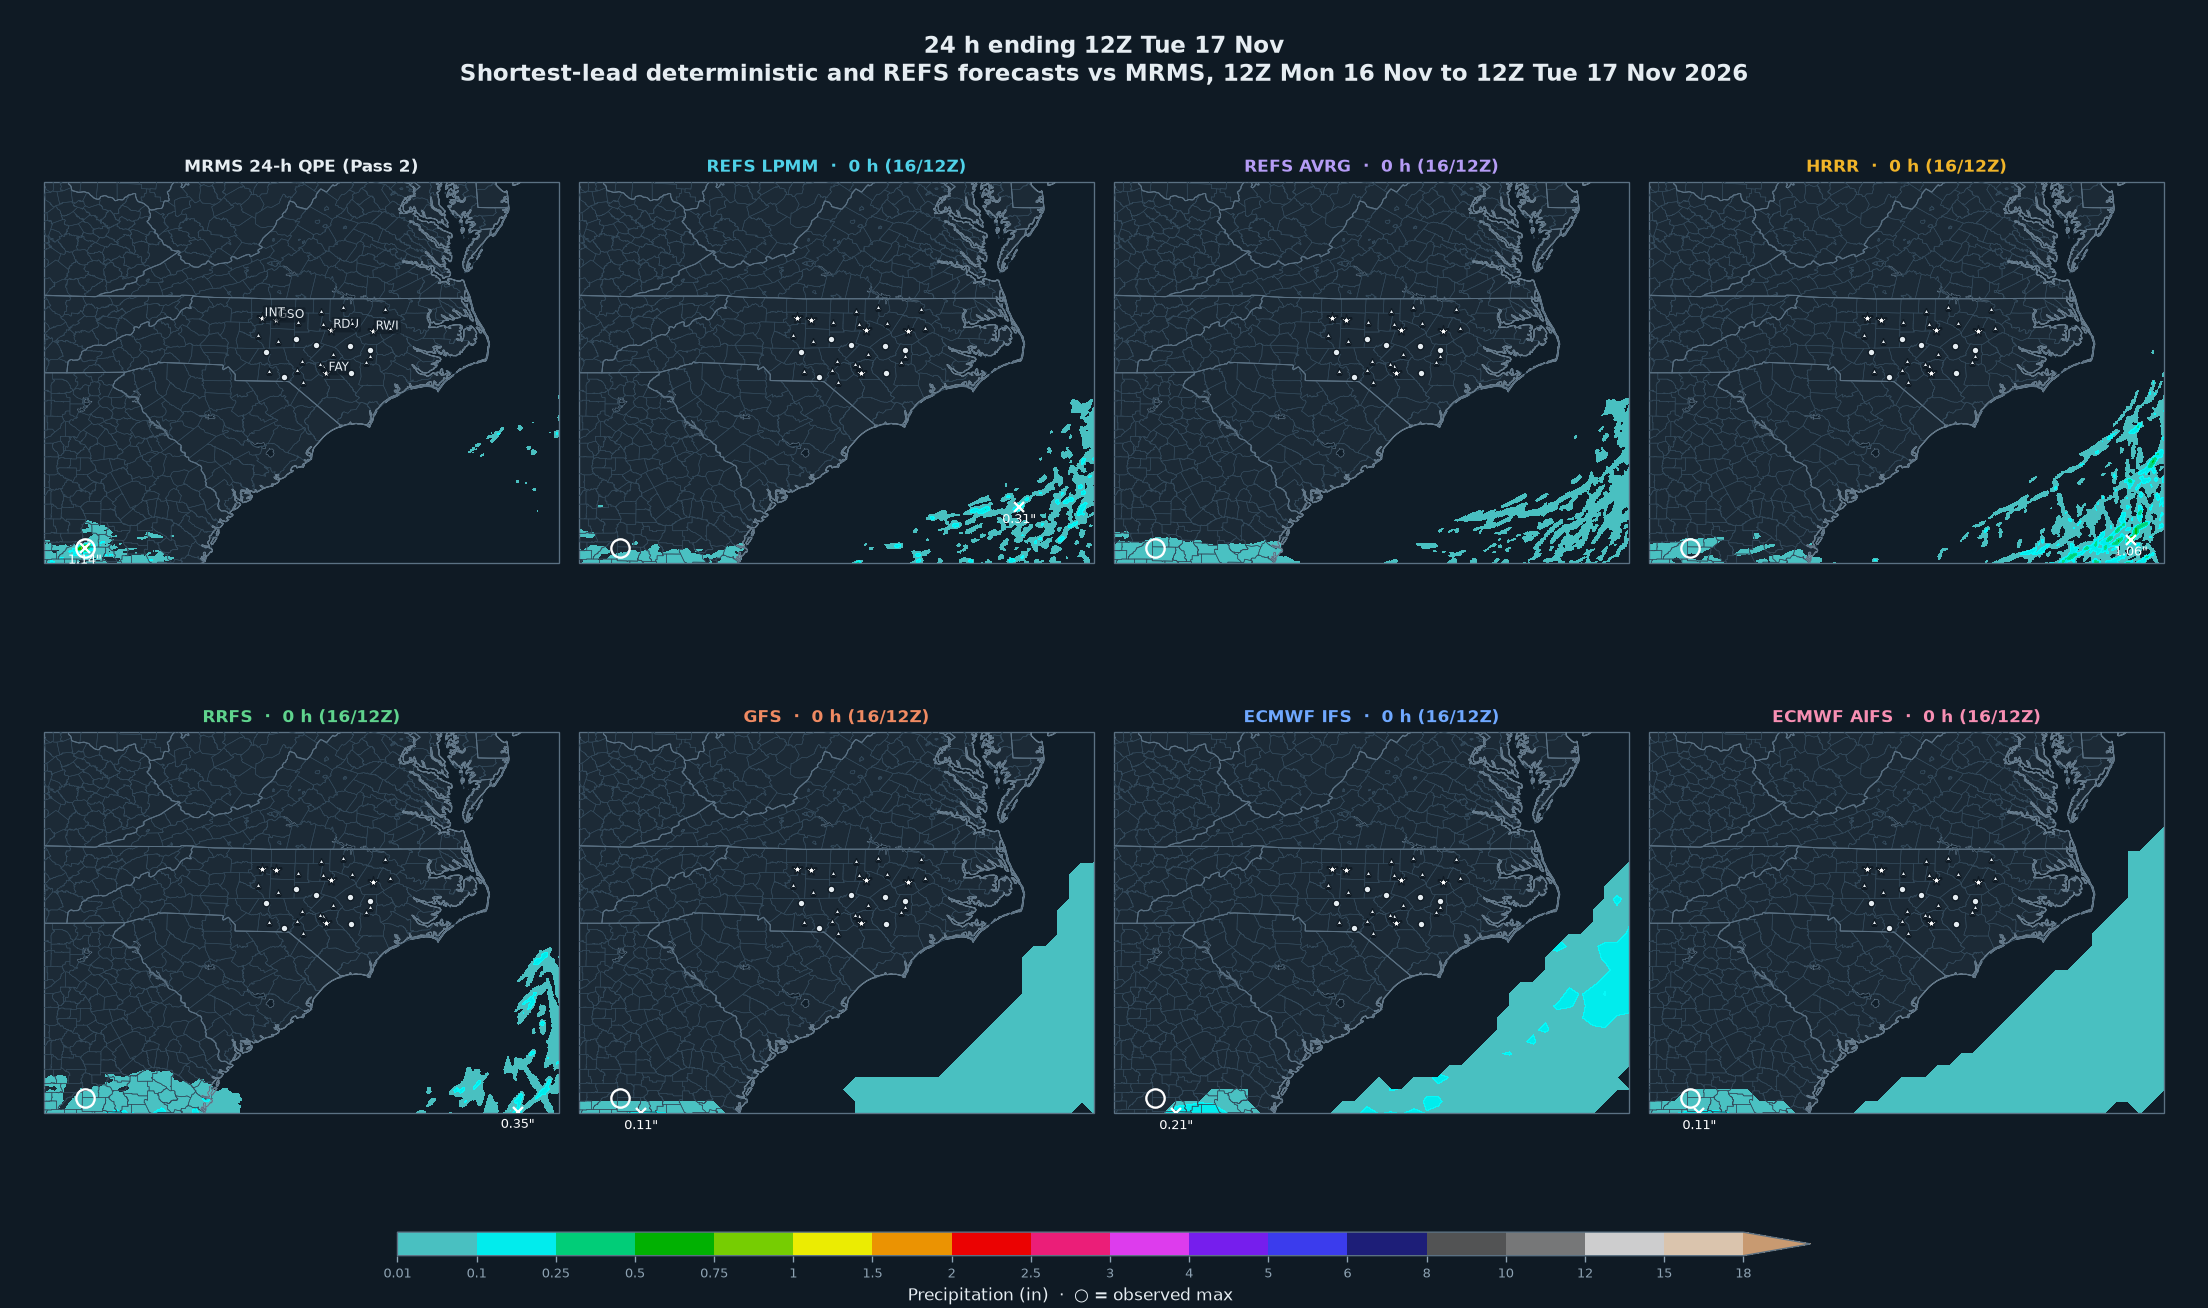 24 h ending 12Z Tue 17 Nov
Shortest-lead deterministic and REFS forecasts vs MRMS, 12Z Mon 16 Nov to 12Z Tue 17 Nov 2026
MRMS 24-h QPE (Pass 2)
REFS LPMM · 0 h (16/12Z)
REFS AVRG · 0 h (16/12Z)
HRRR · 0 h (16/12Z)
INT
SO
RDU
RWI
FAY
1.14"
0.31"
1.06"
RRFS · 0 h (16/12Z)
GFS · 0 h (16/12Z)
ECMWF IFS · 0 h (16/12Z)
ECMWF AIFS · 0 h (16/12Z)
0.35"
0.11"
0.21"
0.11"
0.01 0.1 0.25 0.5 0.75 1 1.5 2 2.5 3 4 5 6 8 10 12 15 18
Precipitation (in) · ○ = observed max